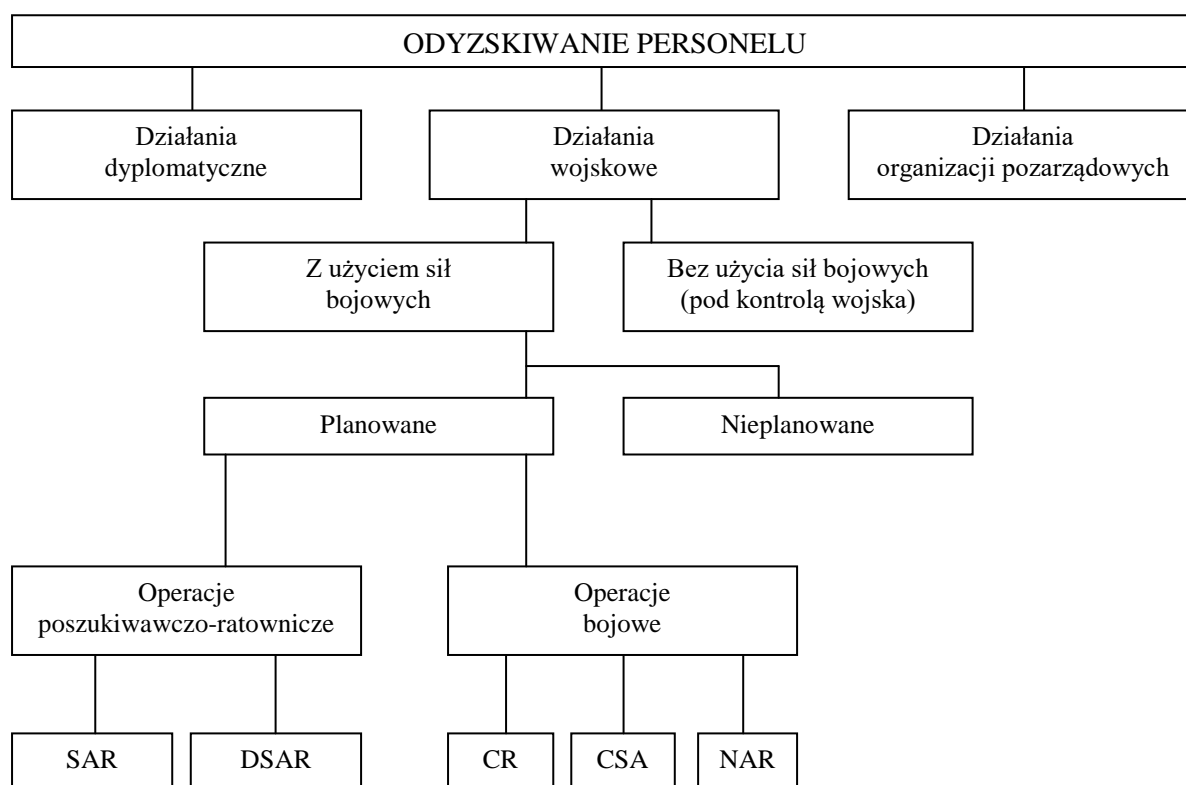 ODYZSKIWANIE PERSONELU
Działania
dyplomatyczne
Działania
wojskowe
Działania
organizacji pozarządowych
Z użyciem sił
bojowych
Bez użycia sił bojowych
(pod kontrolą wojska)
Planowane
Nieplanowane
Operacje
poszukiwawczo-ratownicze
Operacje
bojowe
SAR
DSAR
CR
CSA
NAR